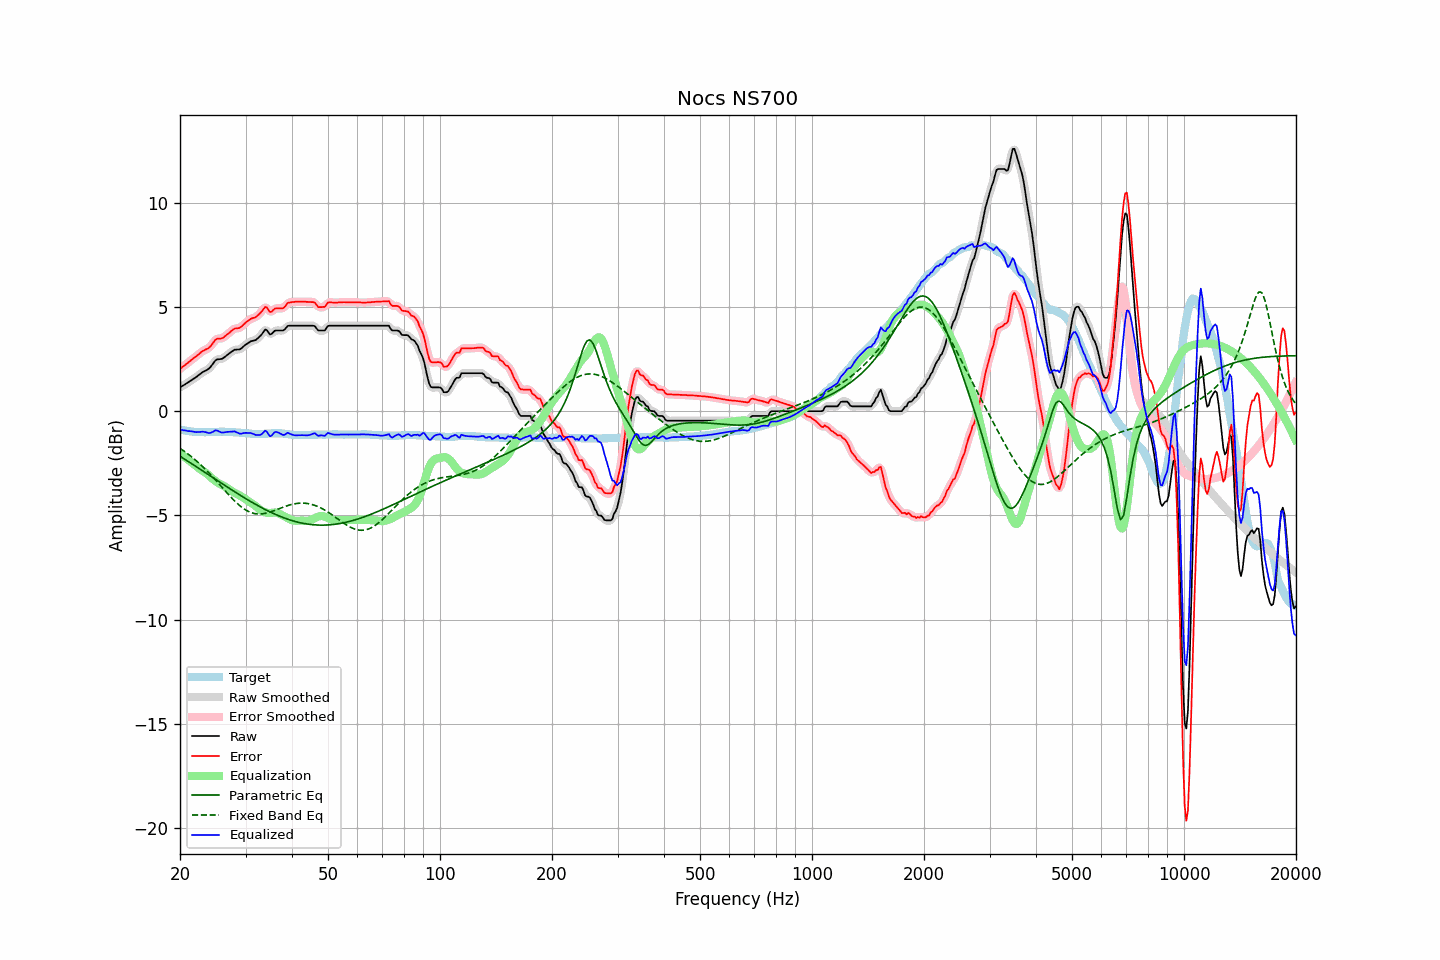 Nocs NS700
Amplitude (dBr)
10
5
0
−5
−10
−15
−20
Target
Raw Smoothed
Error Smoothed
Raw
Error
Equalization
Parametric Eq
Fixed Band Eq
Equalized
20 50 100 200 500 1000 2000 5000 10000 20000
Frequency (Hz)